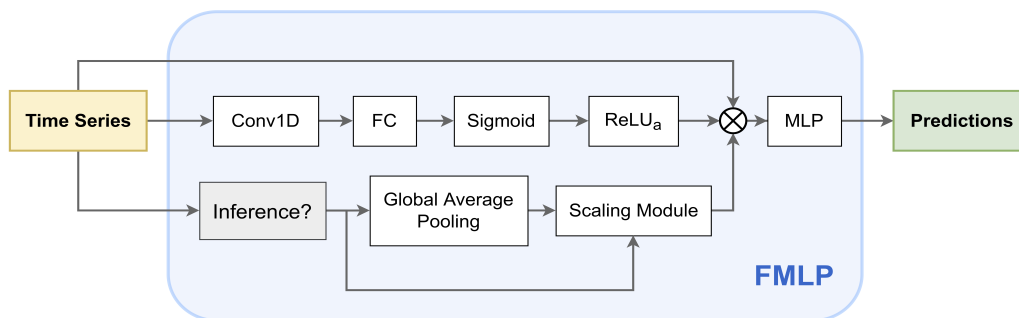 Time Series
Conv1D
FC
Sigmoid
ReLUa
MLP
Predictions
Inference?
Global Average
Pooling
Scaling Module
FMLP